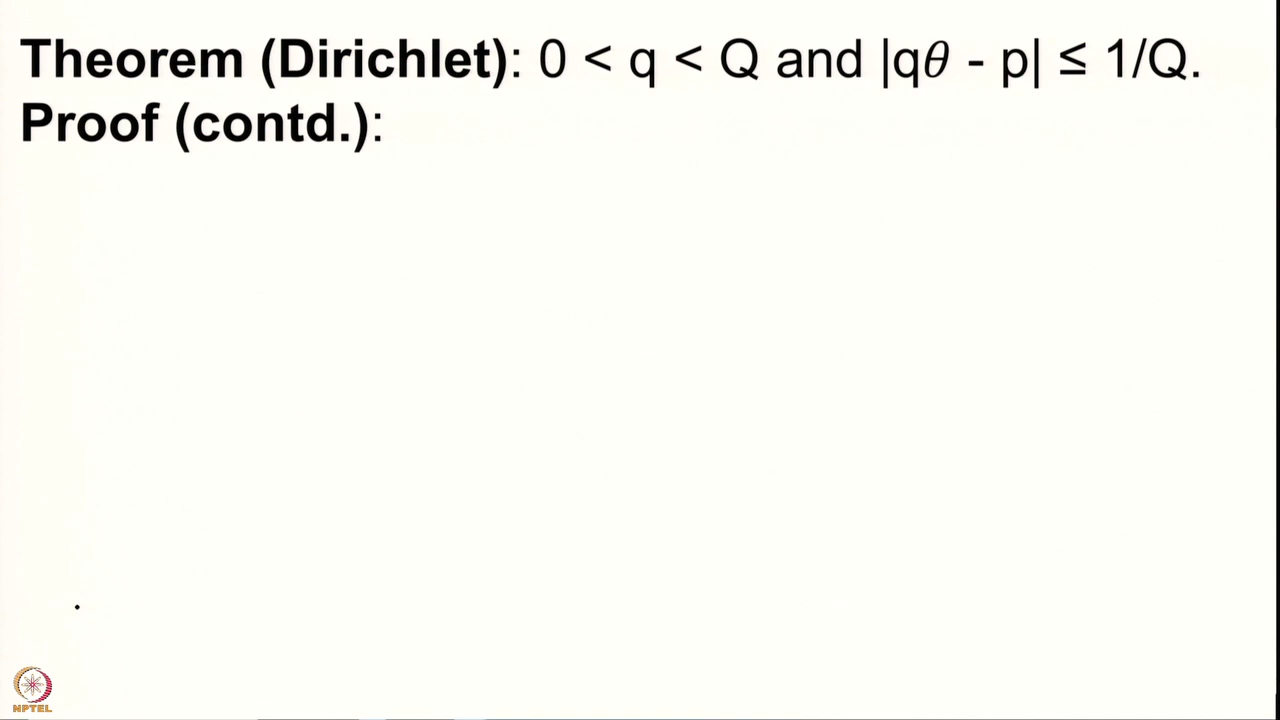 Theorem (Dirichlet): 0 < q < Q and |qθ - p| ≤ 1/Q.
Proof (contd.):
NPTEL